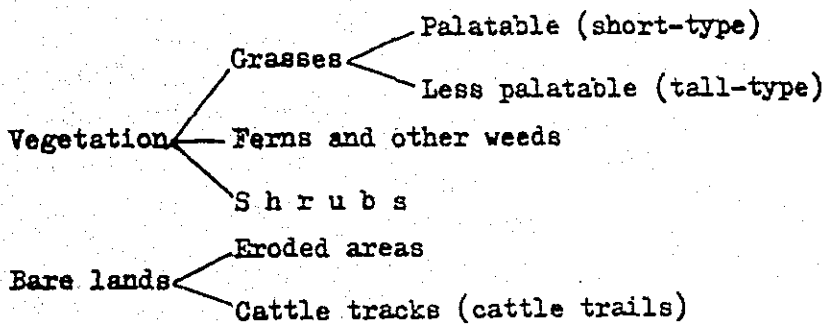 Palatable (short-type)
Grasses
Less palatable (tall-type)
Vegetation
Ferns and other weeds
S h r u b s
Eroded areas
Bare lands
Cattle tracks (cattle trails)